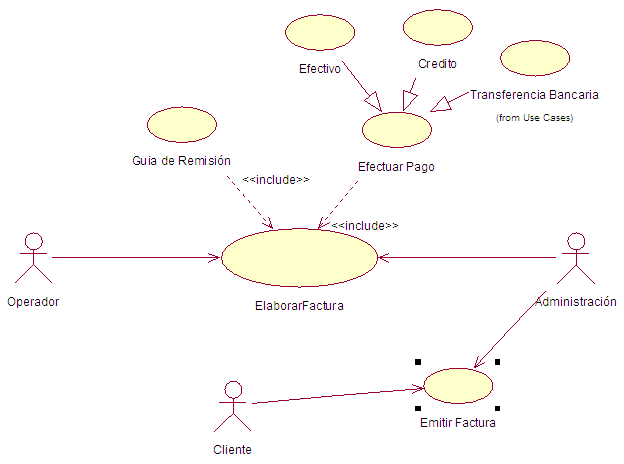 Efectivo
Credito
Transferencia Bancaria
(from Use Cases)
Guia de Remisión
Efectuar Pago
<<include>>
<<include>>
Operador
ElaborarFactura
Administración
Cliente
Emitir Factura